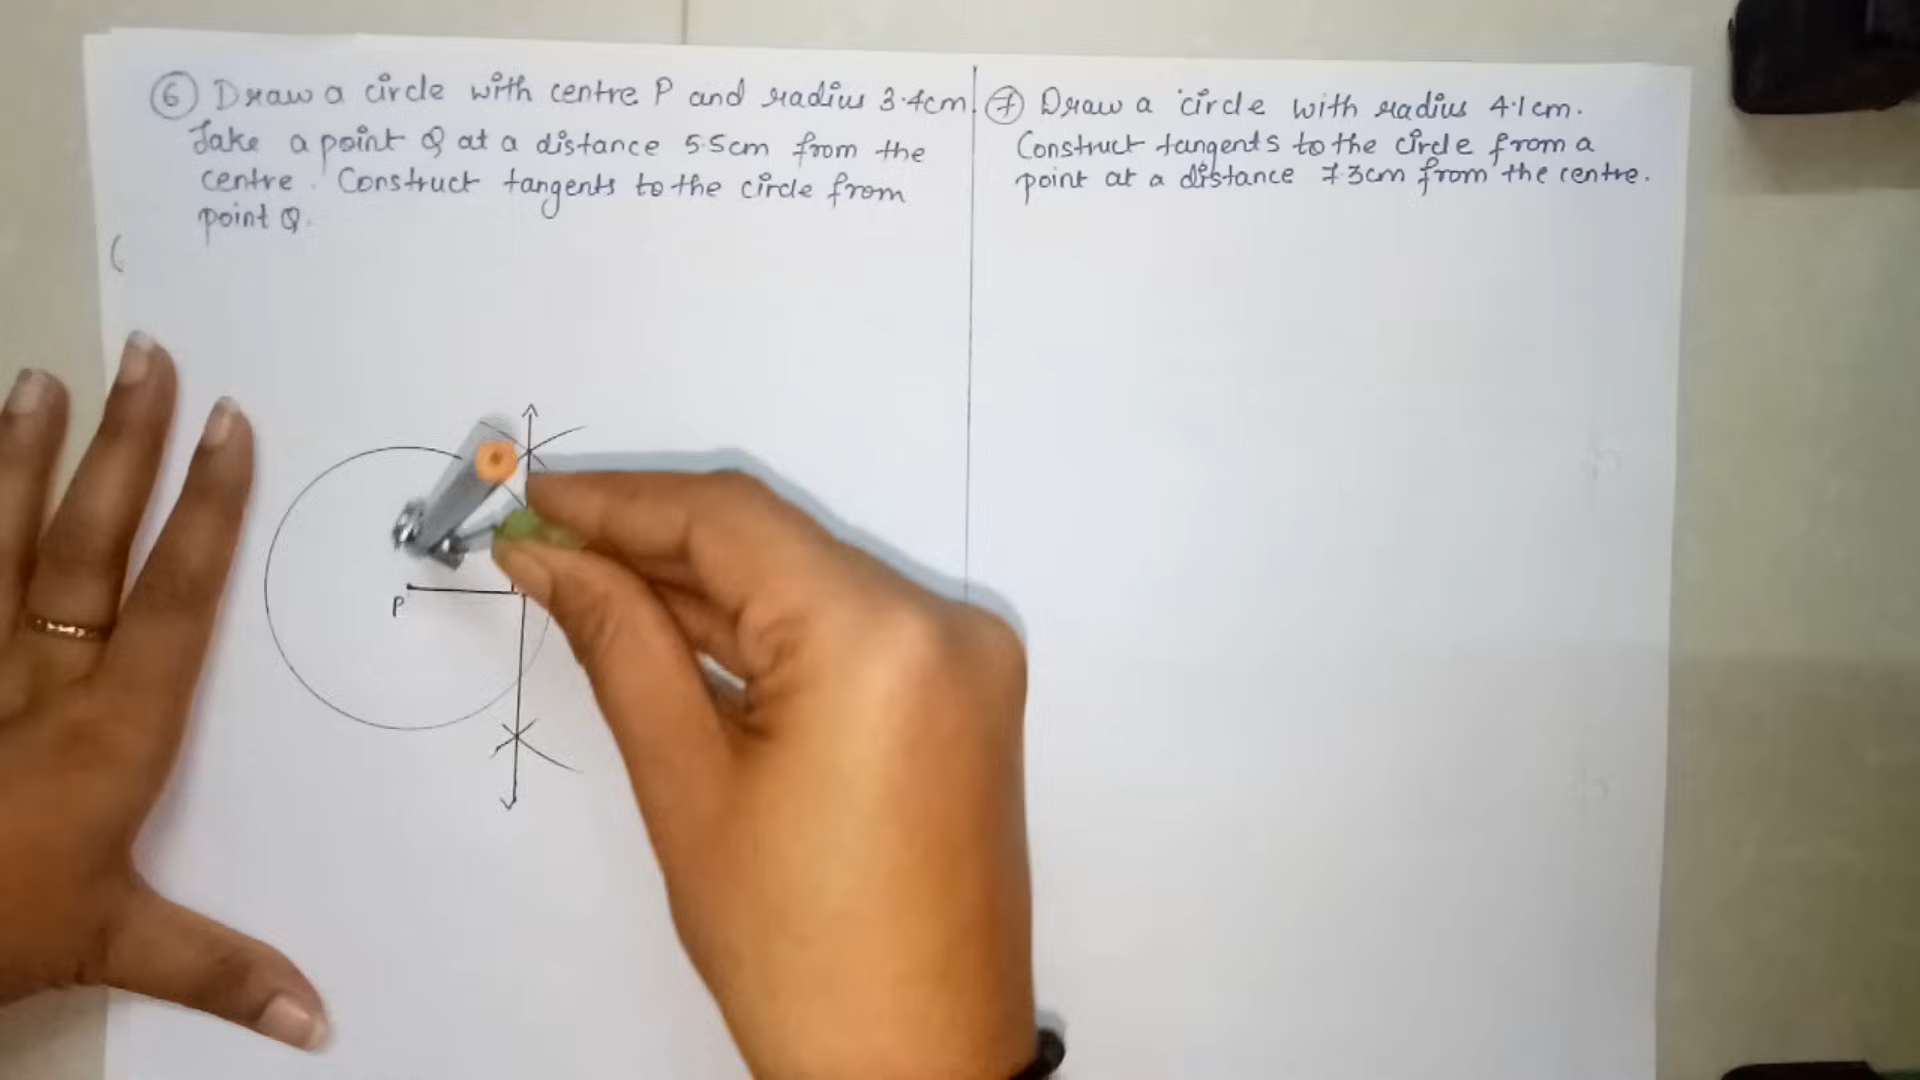 ⑥ Draw a circle with centre P and radius 3.4cm.
Take a point Q at a distance 5.5cm from the
centre. Construct tangents to the circle from
point Q.
⑦ Draw a circle with radius 4.1cm.
Construct tangents to the circle from a
point at a distance 7.3cm from the centre.
P